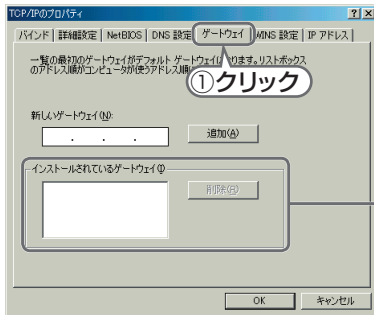 TCP/IPのプロパティ
バインド 詳細設定 NetBIOS DNS 設定 ゲートウェイ WINS 設定 IP アドレス
一覧の最初のゲートウェイがデフォルト ゲートウェイになります。リストボックス
のアドレス順がコンピュータが使うアドレス順
①クリック
新しいゲートウェイ(N):
追加(A)
インストールされているゲートウェイ(I)
削除(R)
OK キャンセル